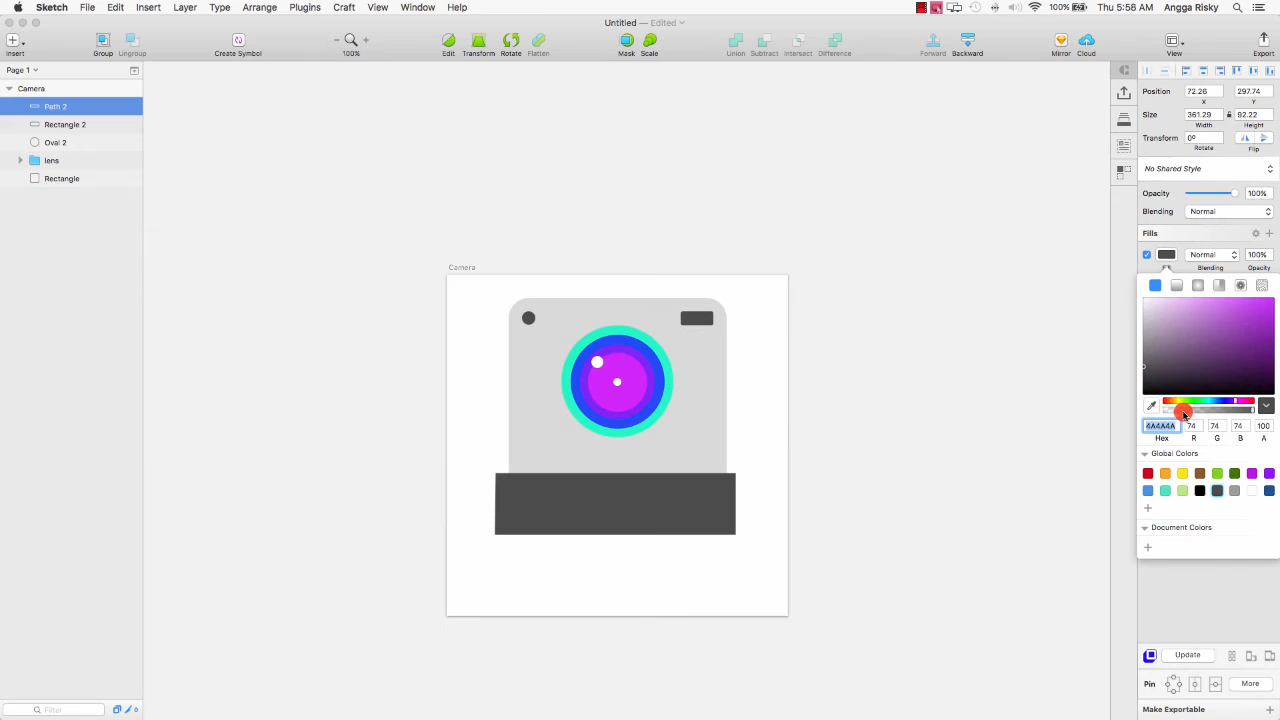 Sketch File Edit Insert Layer Type Arrange Plugins Craft View Window Help 100% Thu 5:58 AM Angga Risky
Untitled — Edited
Insert Group Ungroup Create Symbol 100% Edit Transform Rotate Flatten Mask Scale Union Subtract Intersect Difference Forward Backward Mirror Cloud View Export
Page 1
Camera
Path 2
Rectangle 2
Oval 2
lens
Rectangle
Filter
0
Camera
Position 72.26 297.74
X Y
Size 361.29 92.22
Width Height
Transform 0º
Rotate Flip
No Shared Style
Opacity 100%
Blending Normal
Fills
Normal 100%
Blending Opacity
4A4A4A 74 74 74 100
Hex R G B A
Global Colors
Document Colors
Update
Pin More
Make Exportable